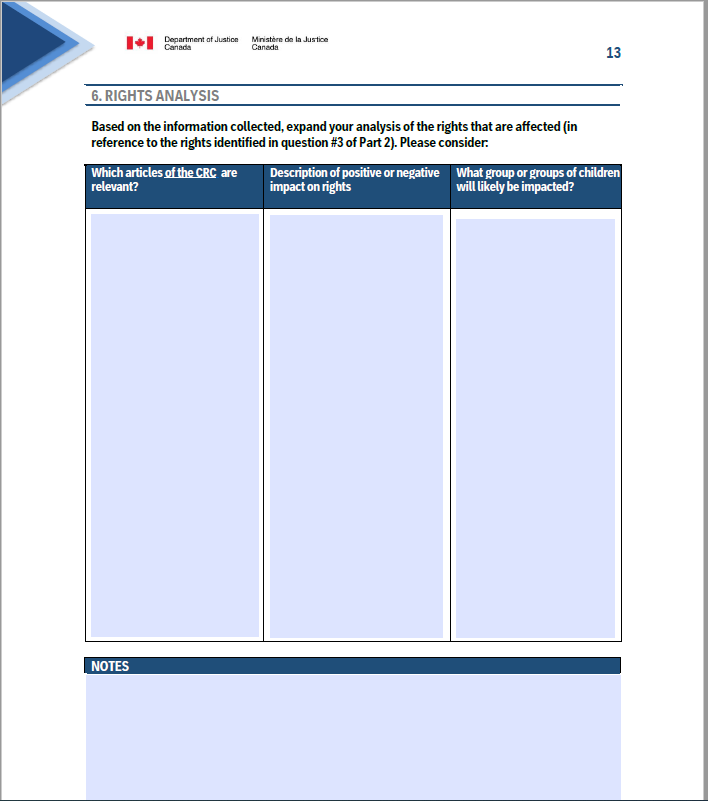 Department of Justice Ministère de la Justice
Canada Canada
13
6. RIGHTS ANALYSIS
Based on the information collected, expand your analysis of the rights that are affected (in
reference to the rights identified in question #3 of Part 2). Please consider:
Which articles of the CRC are
relevant?
Description of positive or negative
impact on rights
What group or groups of children
will likely be impacted?
NOTES